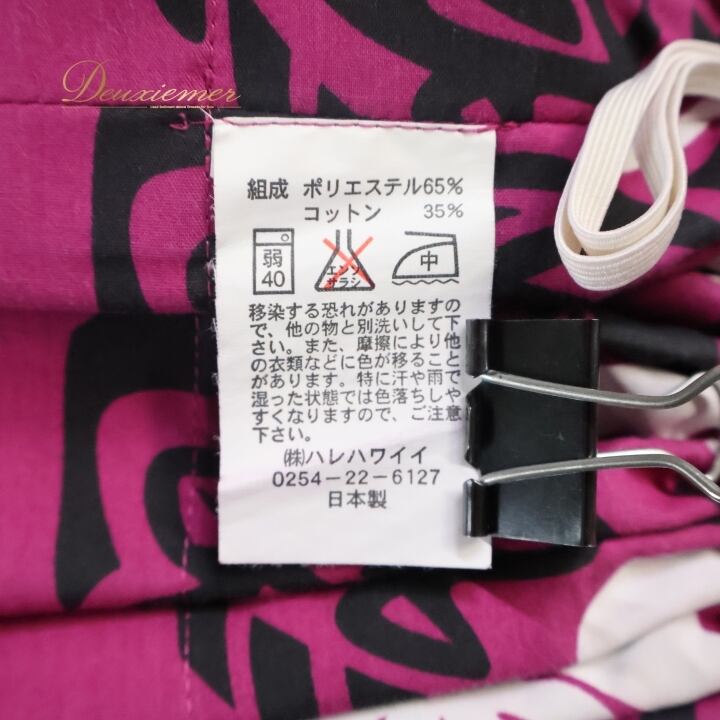 Deuxiemer
組成 ポリエステル65%
コットン 35%
弱
40
エンソ
サラシ
中
移染する恐れがありますの
で、他の物と別洗いして下
さい。また、摩擦により他
の衣類などに色が移ること
があります。特に汗や雨で
湿った状態では色落ちしや
すくなりますので、ご注意
下さい。
㈱ハレハワイイ
0254-22-6127
日本製